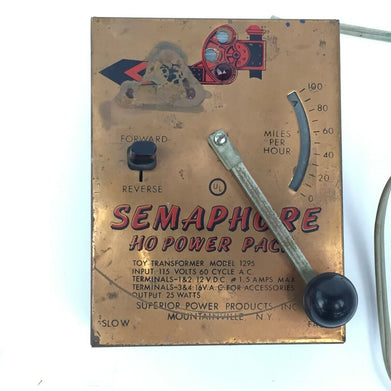 100
80
60
40
20
0
MILES
PER
HOUR
FORWARD
REVERSE
UL
SEMAPHORE
HO POWER PACK
TOY TRANSFORMER MODEL 1295
INPUT 115 VOLTS 60 CYCLE A.C.
TERMINALS-1&2 12 V.D.C. 1.5 AMPS MAX
TERMINALS-3&4 16V.A.C. FOR ACCESSORIES
OUTPUT 25 WATTS
SUPERIOR POWER PRODUCTS INC
MOUNTAINVILLE, N.Y.
SLOW